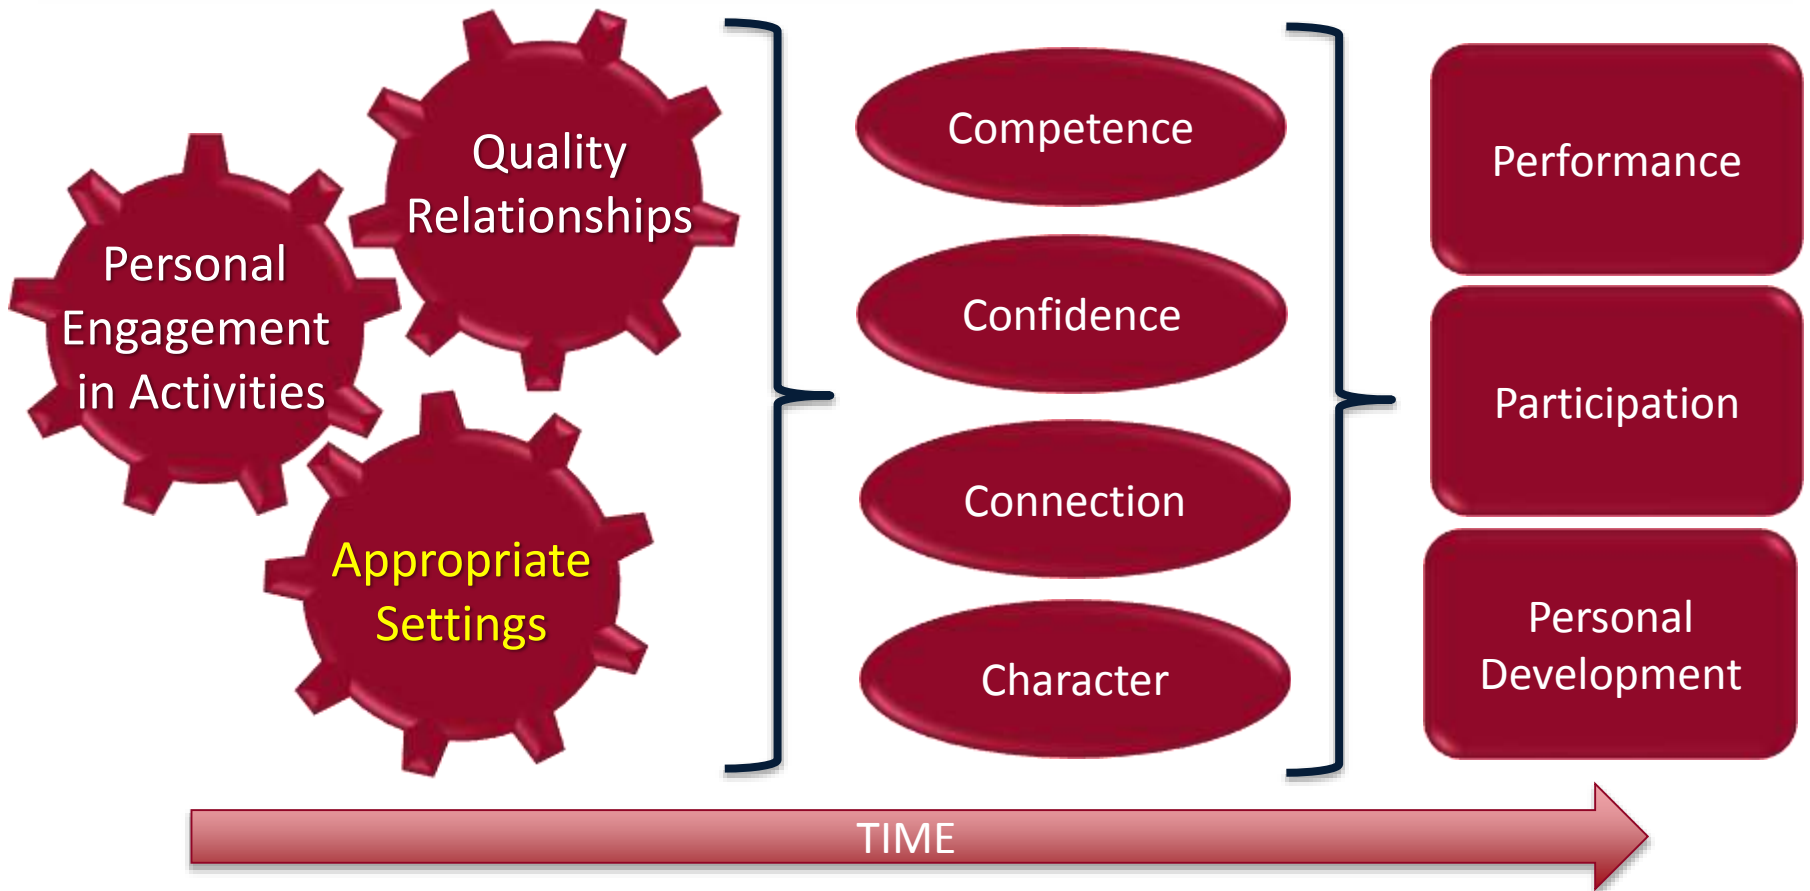 Quality
Relationships
Personal
Engagement
in Activities
Appropriate
Settings
Competence
Confidence
Connection
Character
Performance
Participation
Personal
Development
TIME